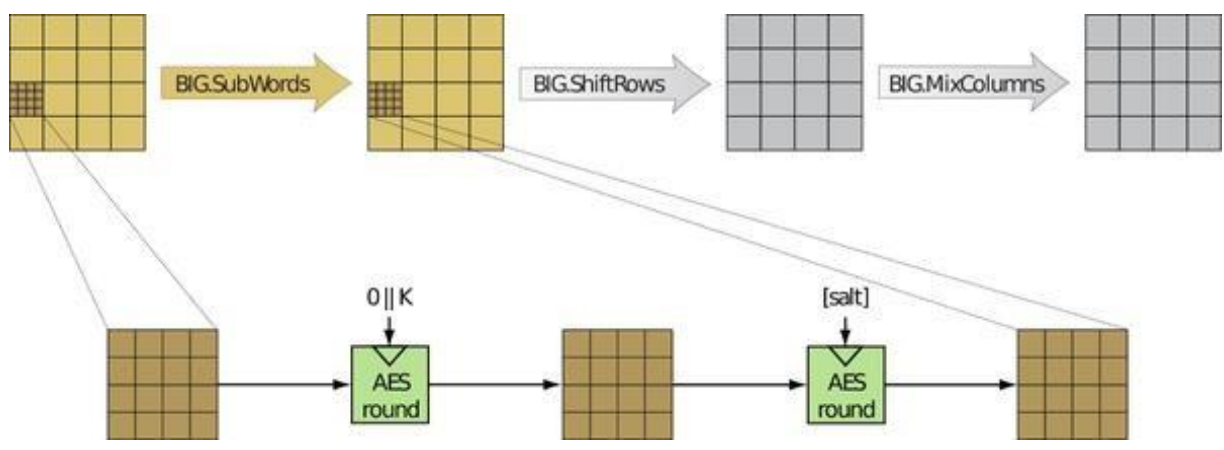 BIG.SubWords
BIG.ShiftRows
BIG.MixColumns
0 || K
[salt]
AES
round
AES
round